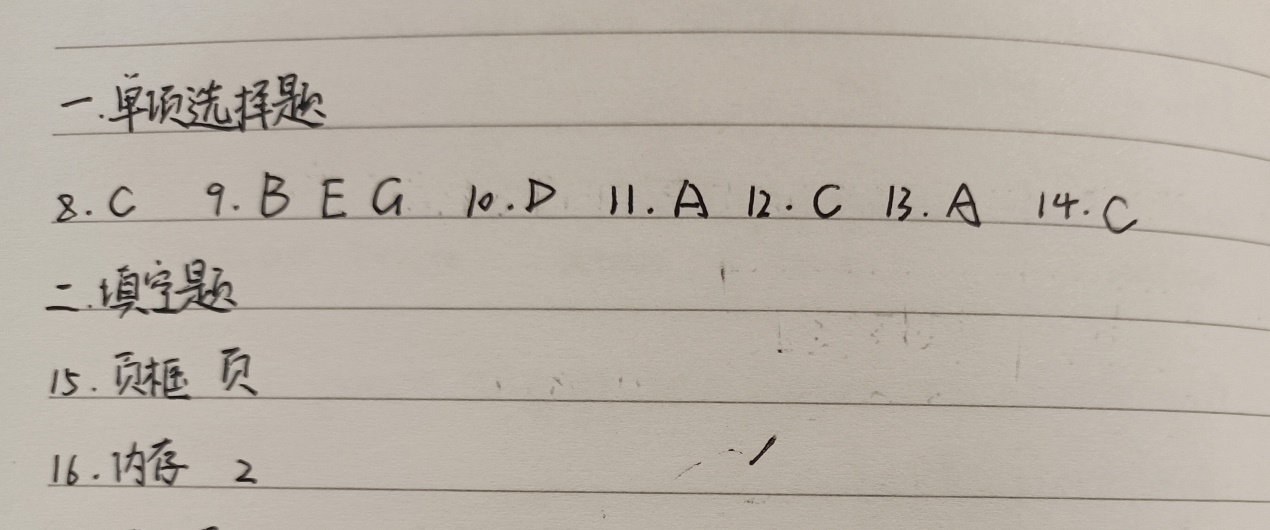 一.单项选择题
8. C 9. B E G 10. D 11. A 12. C 13. A 14. C
二.填空题
15. 页框 页
16. 内存 2